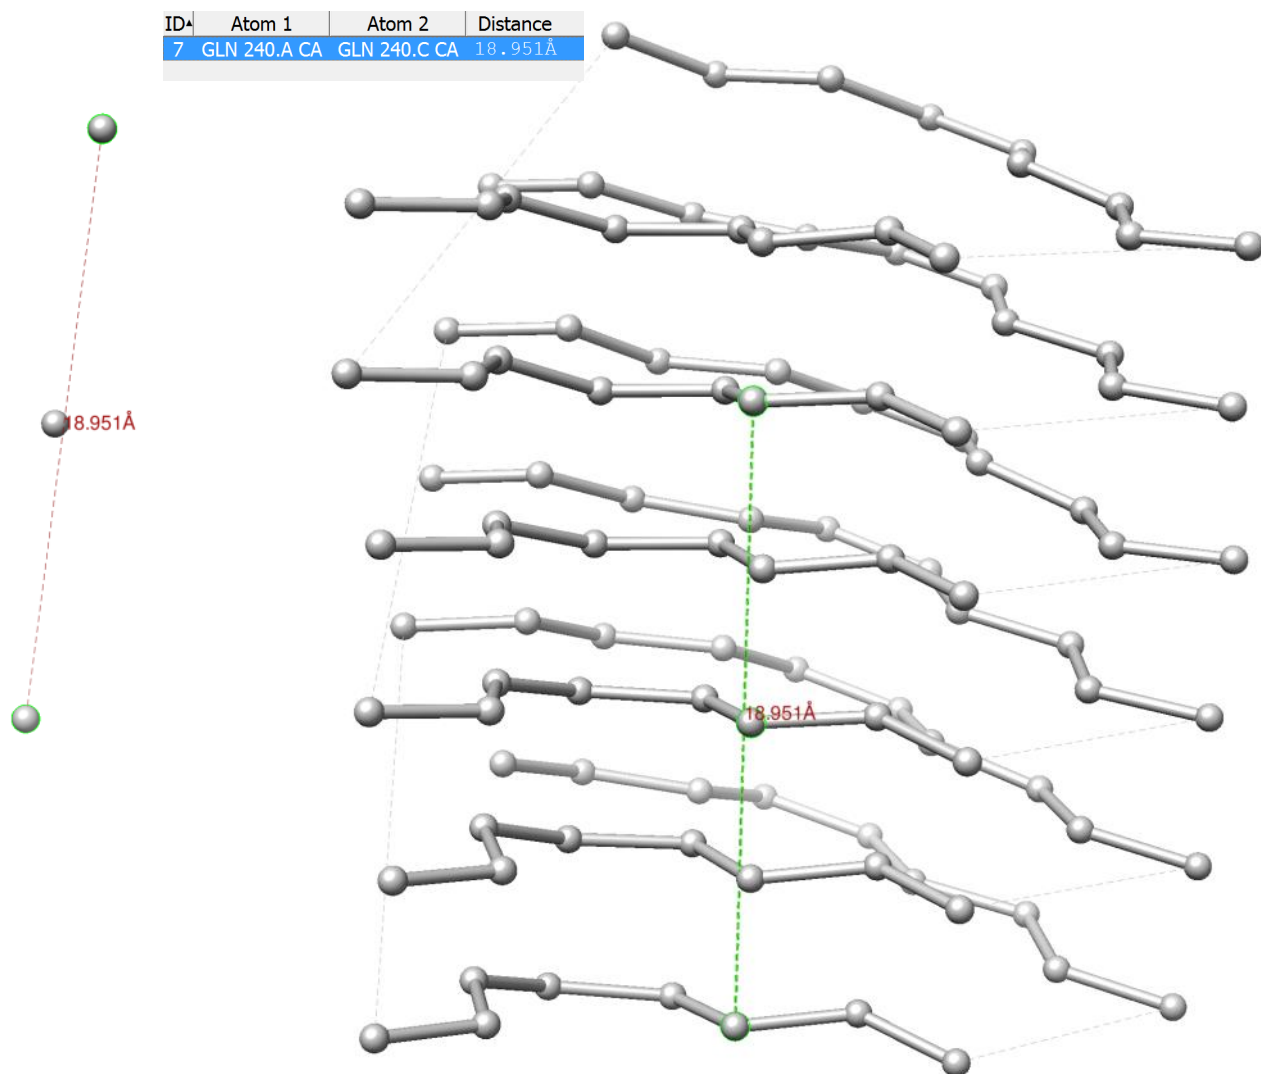 ID▴ Atom 1 Atom 2 Distance
7 GLN 240.A CA GLN 240.C CA 18.951Å
18.951Å
18.951Å